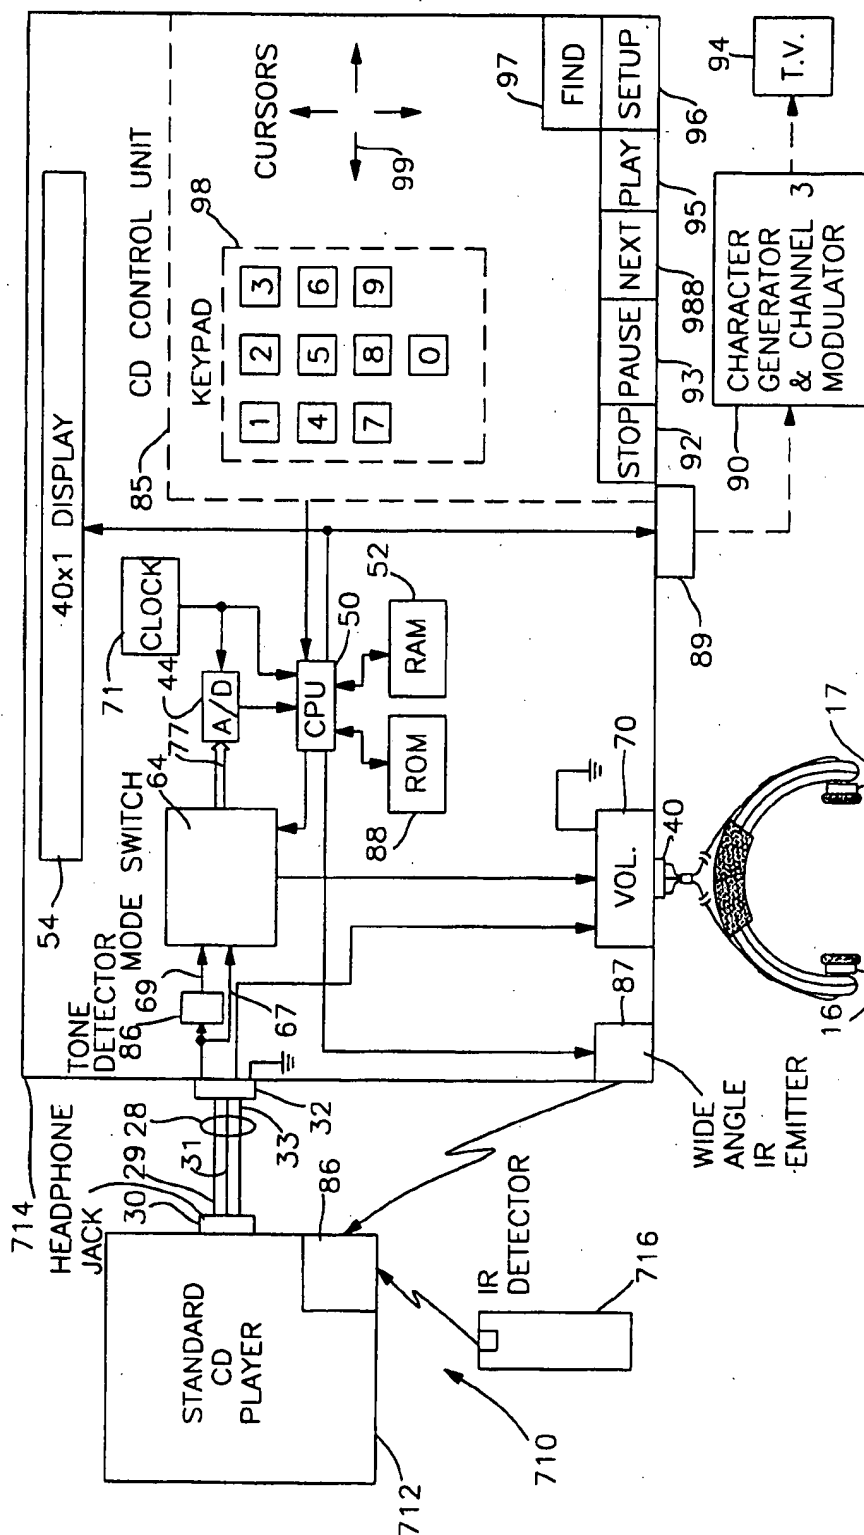 714
54
40x1 DISPLAY
HEADPHONE
JACK
30
29
31
28
33
32
TONE
DETECTOR
86
69
67
MODE SWITCH
64
77
44
A/D
71
CLOCK
CPU
50
ROM
88
RAM
52
85
CD CONTROL UNIT
KEYPAD
98
1 2 3
4 5 6
7 8 9
0
CURSORS
99
STANDARD
CD
PLAYER
712
86
IR
DETECTOR
716
710
87
WIDE
ANGLE
IR
EMITTER
VOL.
70
40
16
17
89
STOP PAUSE NEXT PLAY SETUP
FIND
97
92
93
988
95
96
90
CHARACTER
GENERATOR
& CHANNEL 3
MODULATOR
94
T.V.